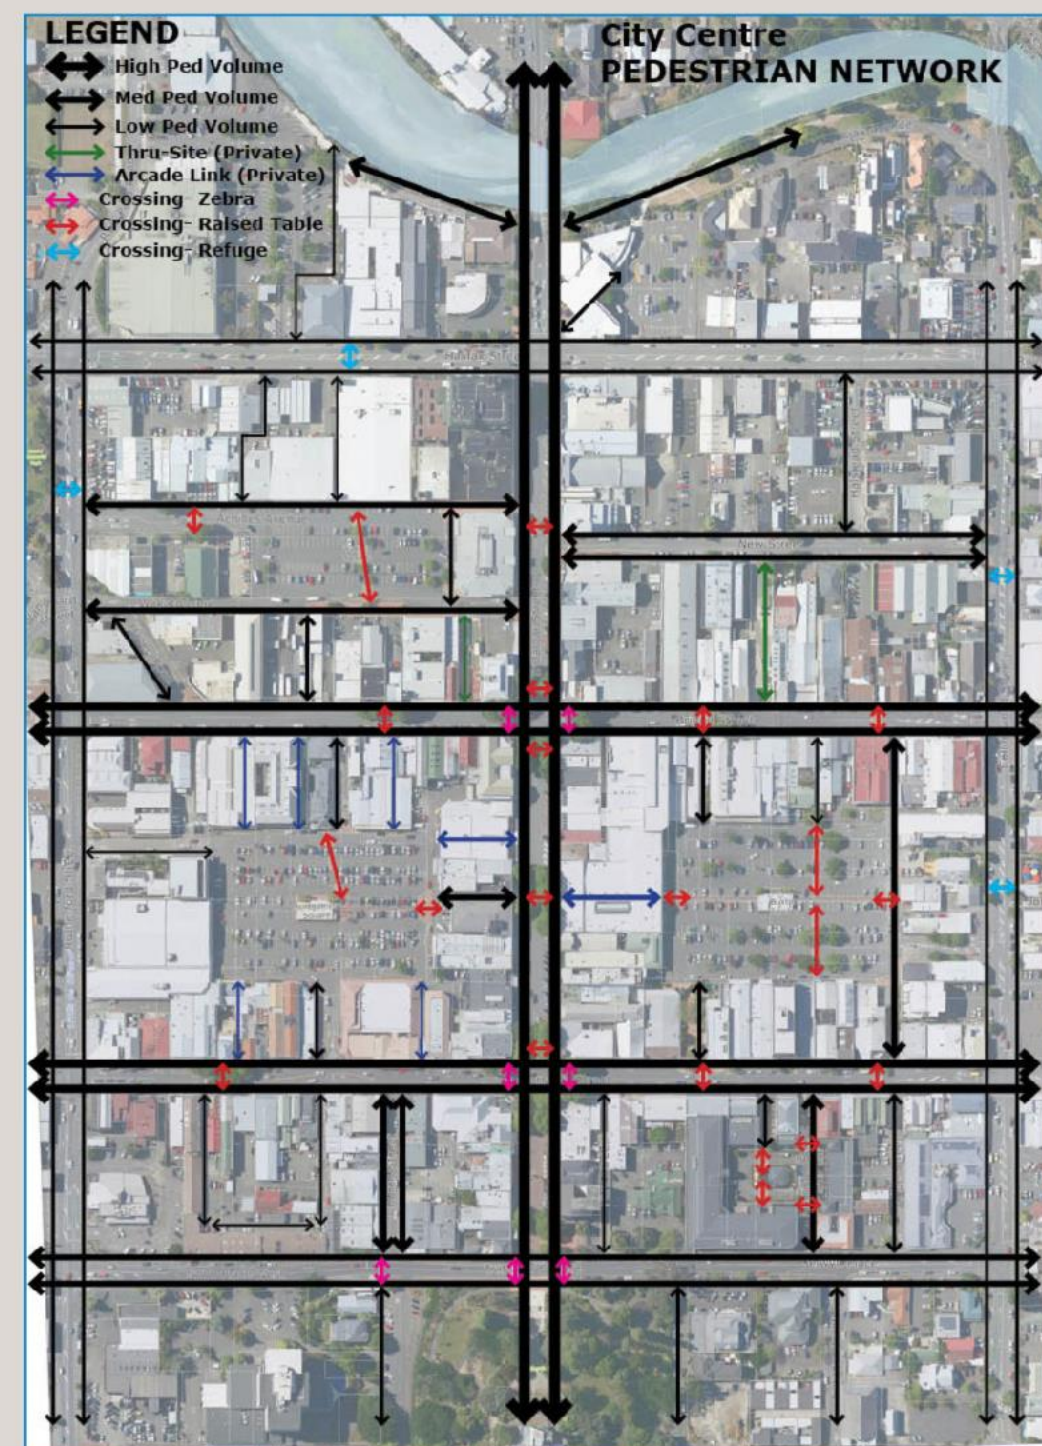 LEGEND
High Ped Volume
Med Ped Volume
Low Ped Volume
Thru-Site (Private)
Arcade Link (Private)
Crossing- Zebra
Crossing- Raised Table
Crossing- Refuge
City Centre
PEDESTRIAN NETWORK
New Street